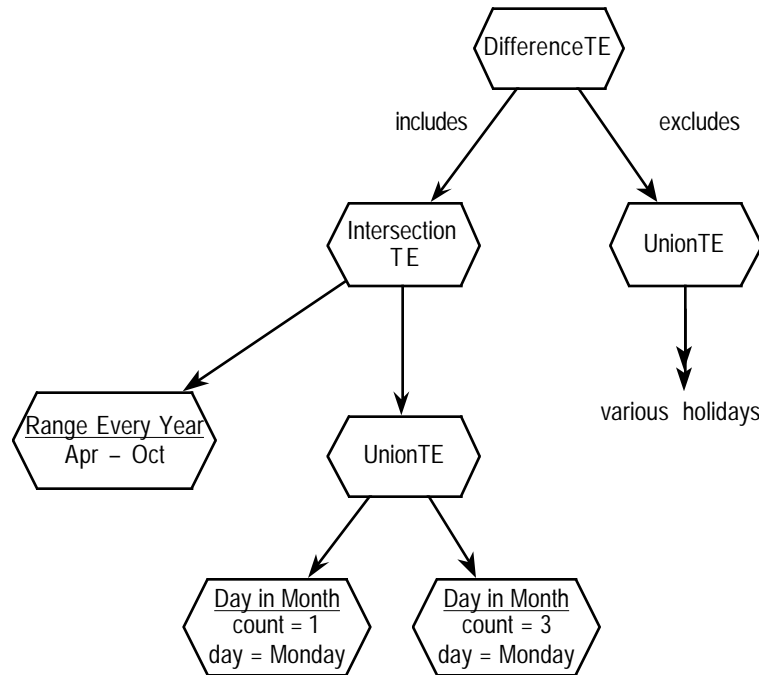 DifferenceTE
includes
excludes
Intersection
TE
UnionTE
Range Every Year
Apr – Oct
various holidays
UnionTE
Day in Month
count = 1
day = Monday
Day in Month
count = 3
day = Monday